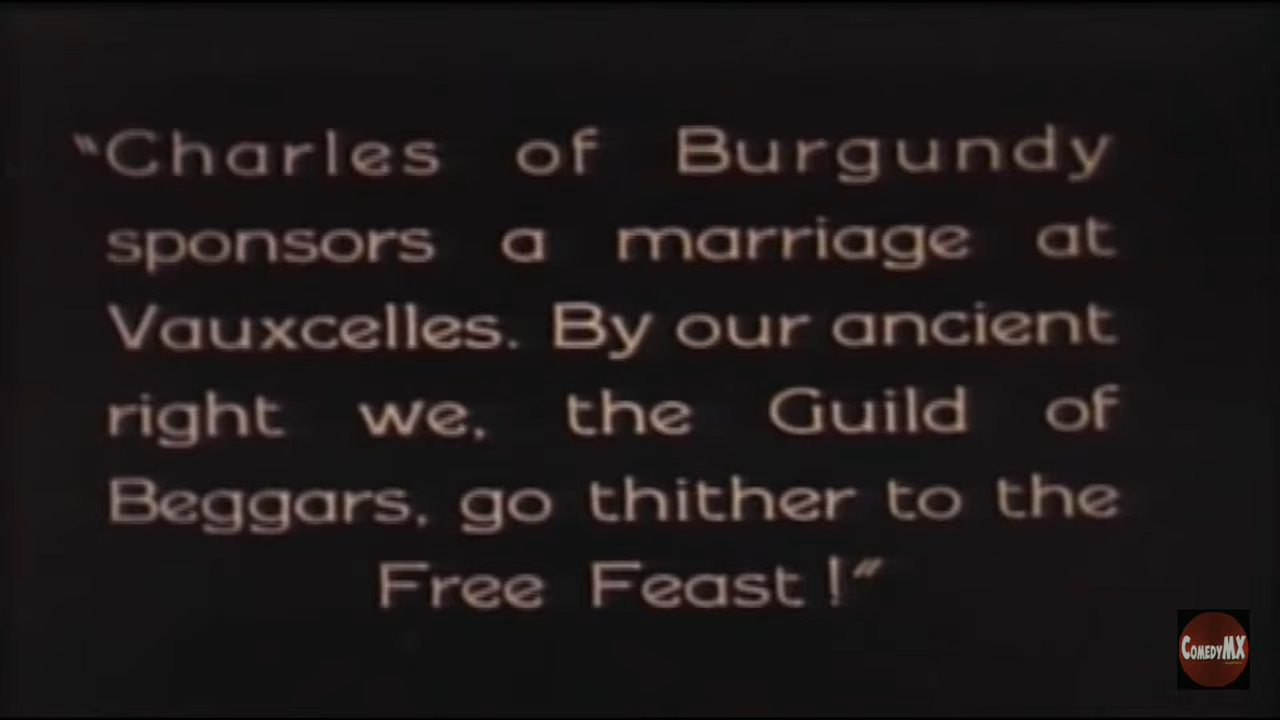 “Charles of Burgundy
sponsors a marriage at
Vauxcelles. By our ancient
right we, the Guild of
Beggars, go thither to the
Free Feast!”
COMEDYMX